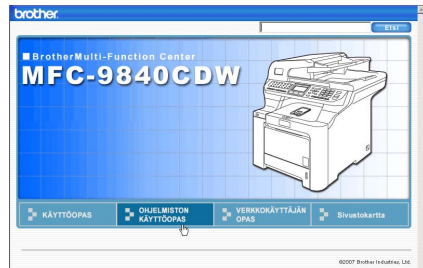 brother.
Etsi
BrotherMulti-Function Center
MFC-9840CDW
KÄYTTÖOPAS
OHJELMISTON
KÄYTTÖOPAS
VERKKOKÄYTTÄJÄN
OPAS
Sivustokartta
©2007 Brother Industries, Ltd.